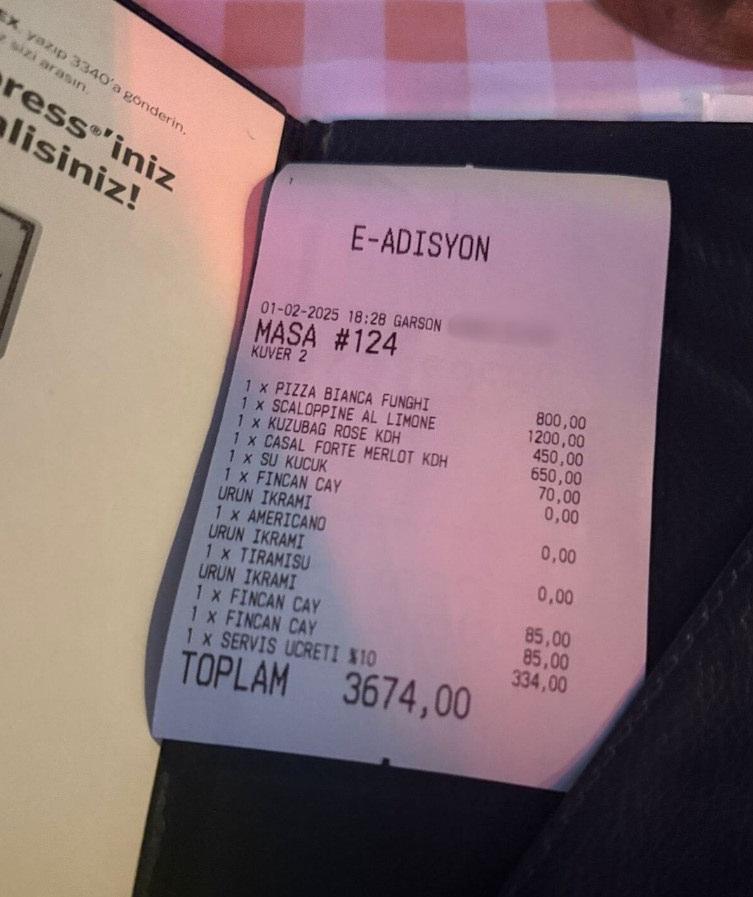 EX yazıp 3340'a gönderin,
z sizi arasın.
ress®'iniz
alisiniz!
E-ADISYON
01-02-2025 18:28 GARSON
MASA #124
KUVER 2
1 x PIZZA BIANCA FUNGHI 800,00
1 x SCALOPPINE AL LIMONE 1200,00
1 x KUZUBAG ROSE KDH 450,00
1 x CASAL FORTE MERLOT KDH 650,00
1 x SU KUCUK 70,00
1 x FINCAN CAY 0,00
URUN IKRAMI
1 x AMERICANO 0,00
URUN IKRAMI
1 x TIRAMISU 0,00
URUN IKRAMI
1 x FINCAN CAY 85,00
1 x FINCAN CAY 85,00
1 x SERVIS UCRETI %10 334,00
TOPLAM 3674,00